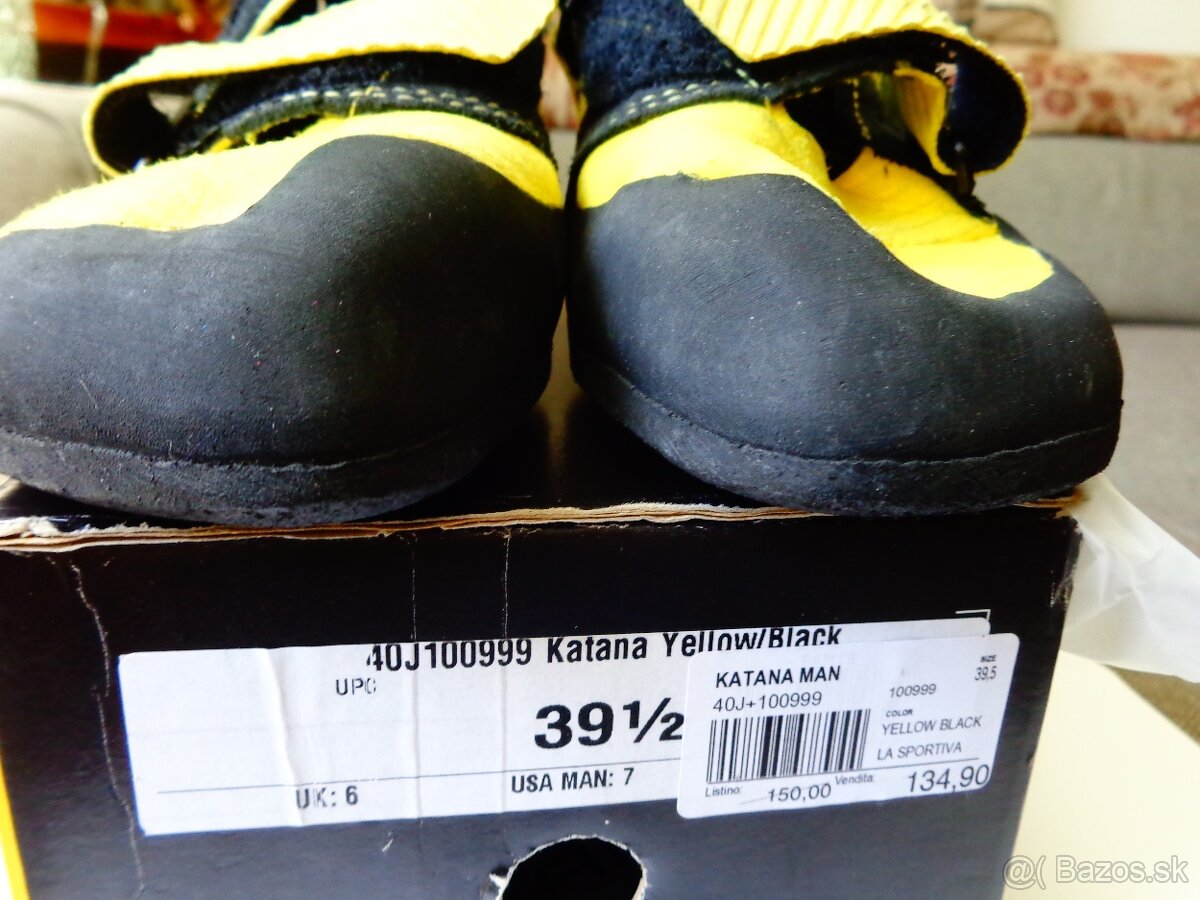 40J100999 Katana Yellow/Black
UPC
39½
UK: 6
USA MAN: 7
KATANA MAN
SIZE
39,5
40J+100999
100999
COLOR
YELLOW BLACK
LA SPORTIVA
Listino: 150,00
Vendita: 134,90
@( Bazos.sk